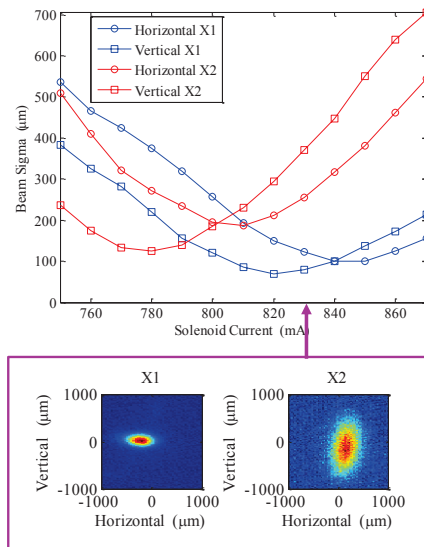 700
600
500
400
300
200
100
0
Beam Sigma (μm)
Horizontal X1
Vertical X1
Horizontal X2
Vertical X2
760 780 800 820 840 860
Solenoid Current (mA)
X1 X2
1000 1000
0 0
-1000 -1000
Vertical (μm) Vertical (μm)
-1000 0 1000 -1000 0 1000
Horizontal (μm) Horizontal (μm)